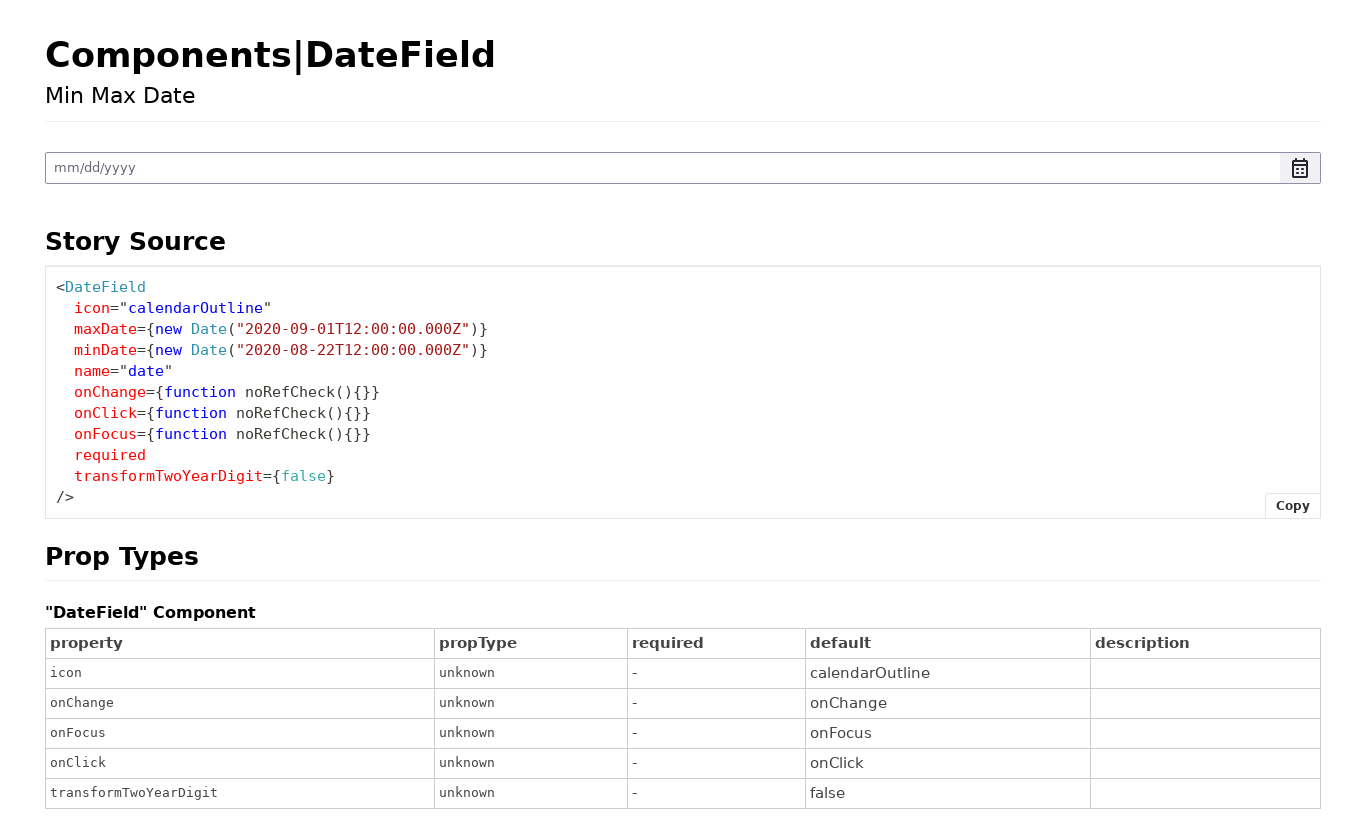 Components|DateField
Min Max Date
mm/dd/yyyy
Story Source
<DateField
  icon="calendarOutline"
  maxDate={new Date("2020-09-01T12:00:00.000Z")}
  minDate={new Date("2020-08-22T12:00:00.000Z")}
  name="date"
  onChange={function noRefCheck(){}}
  onClick={function noRefCheck(){}}
  onFocus={function noRefCheck(){}}
  required
  transformTwoYearDigit={false}
/>
Copy
Prop Types
"DateField" Component
property propType required default description
icon unknown - calendarOutline
onChange unknown - onChange
onFocus unknown - onFocus
onClick unknown - onClick
transformTwoYearDigit unknown - false